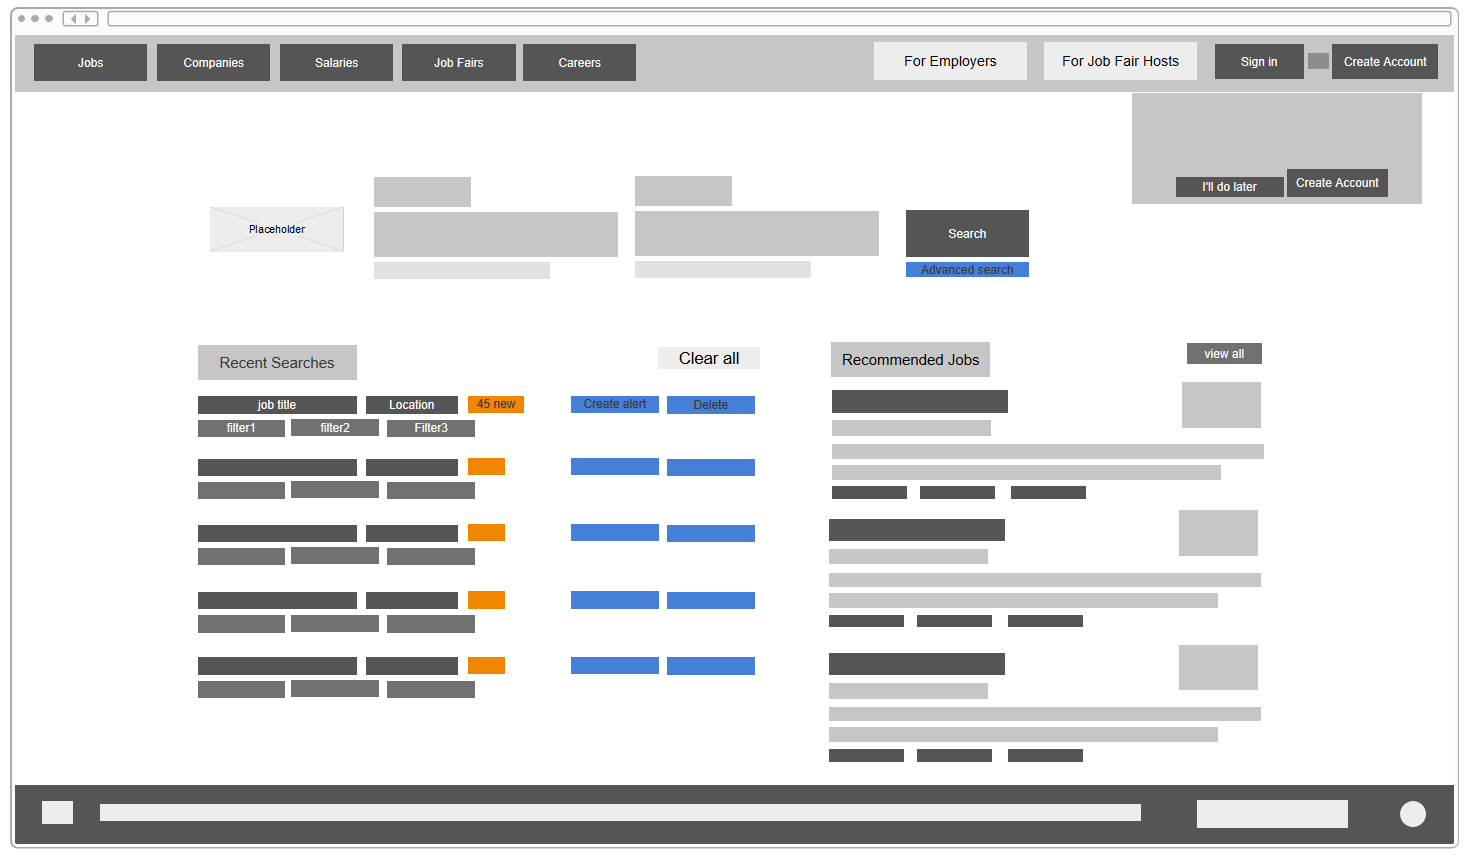 Jobs
Companies
Salaries
Job Fairs
Careers
For Employers
For Job Fair Hosts
Sign in
Create Account
I'll do later
Create Account
Placeholder
Search
Advanced search
Recent Searches
Clear all
job title
Location
45 new
Create alert
Delete
filter1
filter2
Filter3
Recommended Jobs
view all